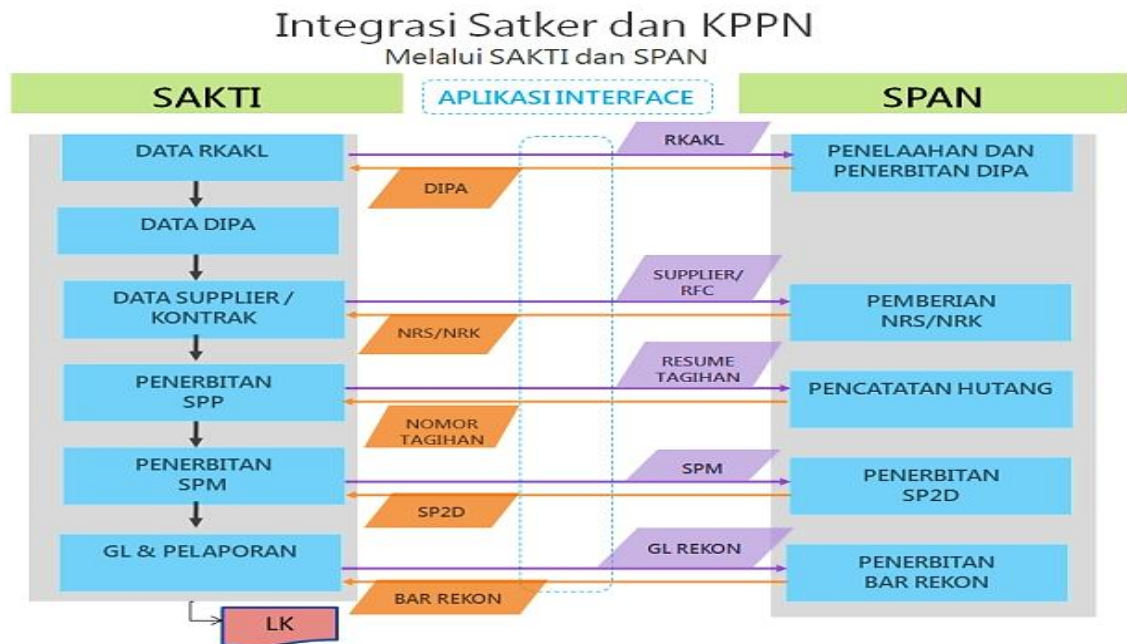 Integrasi Satker dan KPPN
Melalui SAKTI dan SPAN
SAKTI
APLIKASI INTERFACE
SPAN
DATA RKAKL
RKAKL
DIPA
PENELAAHAN DAN
PENERBITAN DIPA
DATA DIPA
DATA SUPPLIER /
KONTRAK
SUPPLIER/
RFC
NRS/NRK
PEMBERIAN
NRS/NRK
PENERBITAN
SPP
RESUME
TAGIHAN
NOMOR
TAGIHAN
PENCATATAN HUTANG
PENERBITAN
SPM
SPM
SP2D
PENERBITAN
SP2D
GL & PELAPORAN
GL REKON
BAR REKON
PENERBITAN
BAR REKON
LK